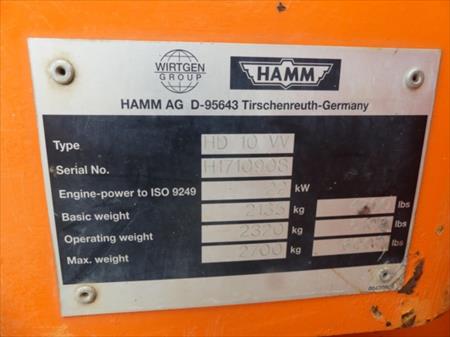 WIRTGEN GROUP HAMM
HAMM AG D-95643 Tirschenreuth-Germany
Type HD 10 VV
Serial No. H1710908
Engine-power to ISO 9249 22 kW
Basic weight 2135 kg lbs
Operating weight 2320 kg lbs
Max. weight 2700 kg lbs